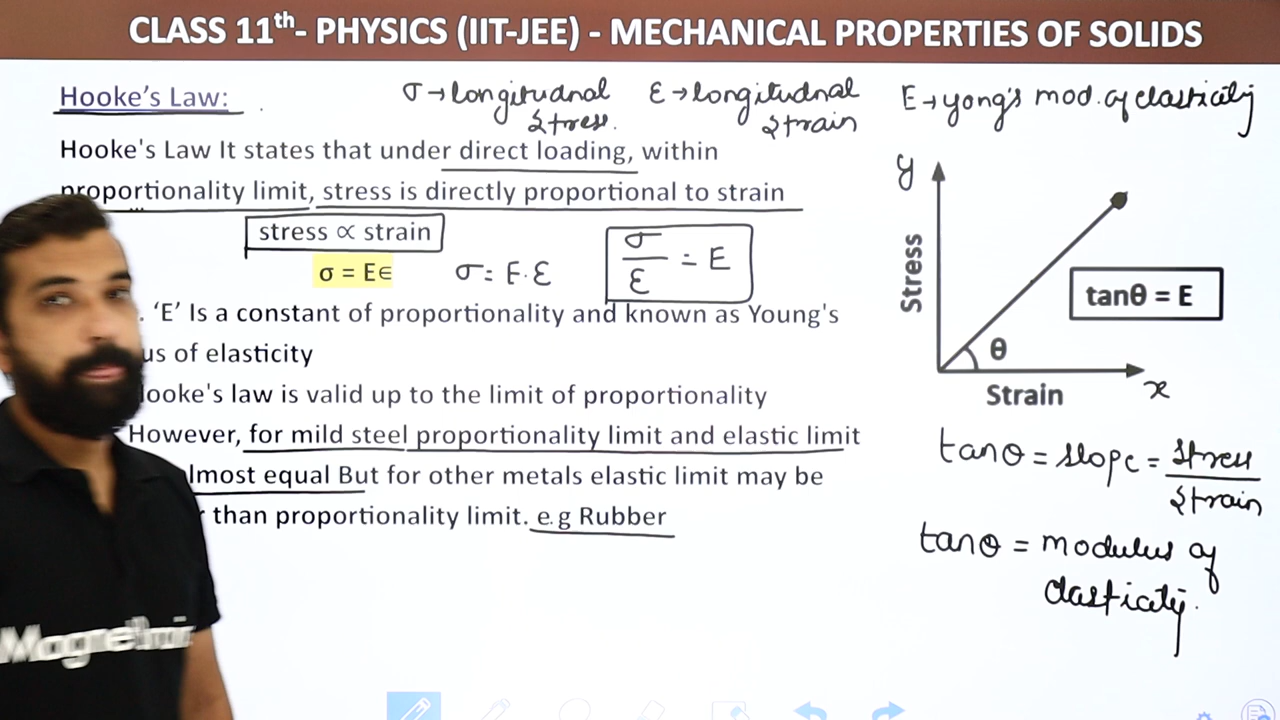 CLASS 11th- PHYSICS (IIT-JEE) - MECHANICAL PROPERTIES OF SOLIDS
Hooke's Law:
σ→longitudnal stress.
ε→longitudnal strain
E→yong's mod. of elasticity
Hooke's Law It states that under direct loading, within
proportionality limit, stress is directly proportional to strain
stress ∝ strain
σ = E∈
σ = E·ε
σ/ε = E
. 'E' Is a constant of proportionality and known as Young's
us of elasticity
ooke's law is valid up to the limit of proportionality
However, for mild steel proportionality limit and elastic limit
lmost equal But for other metals elastic limit may be
r than proportionality limit. e.g Rubber
y
Stress
tanθ = E
θ
Strain
x
tanθ = slope = stress/strain
tanθ = modulus of
elasticity.